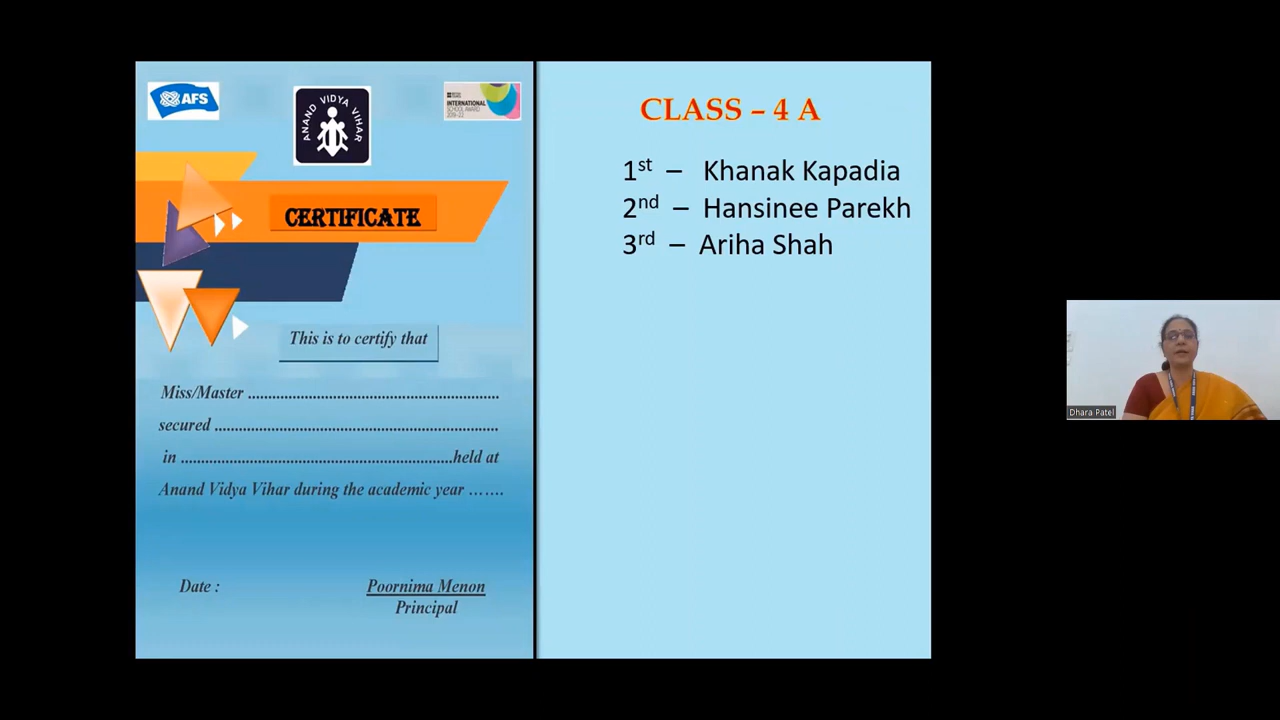 AFS
ANAND VIDYA VIHAR
INTERNATIONAL
SCHOOL AWARD
CERTIFICATE
This is to certify that
Miss/Master ..............................................................
secured ......................................................................
in ...................................................................held at
Anand Vidya Vihar during the academic year .......
Date :
Poornima Menon
Principal
CLASS – 4 A
1st – Khanak Kapadia
2nd – Hansinee Parekh
3rd – Ariha Shah
Dhara Patel